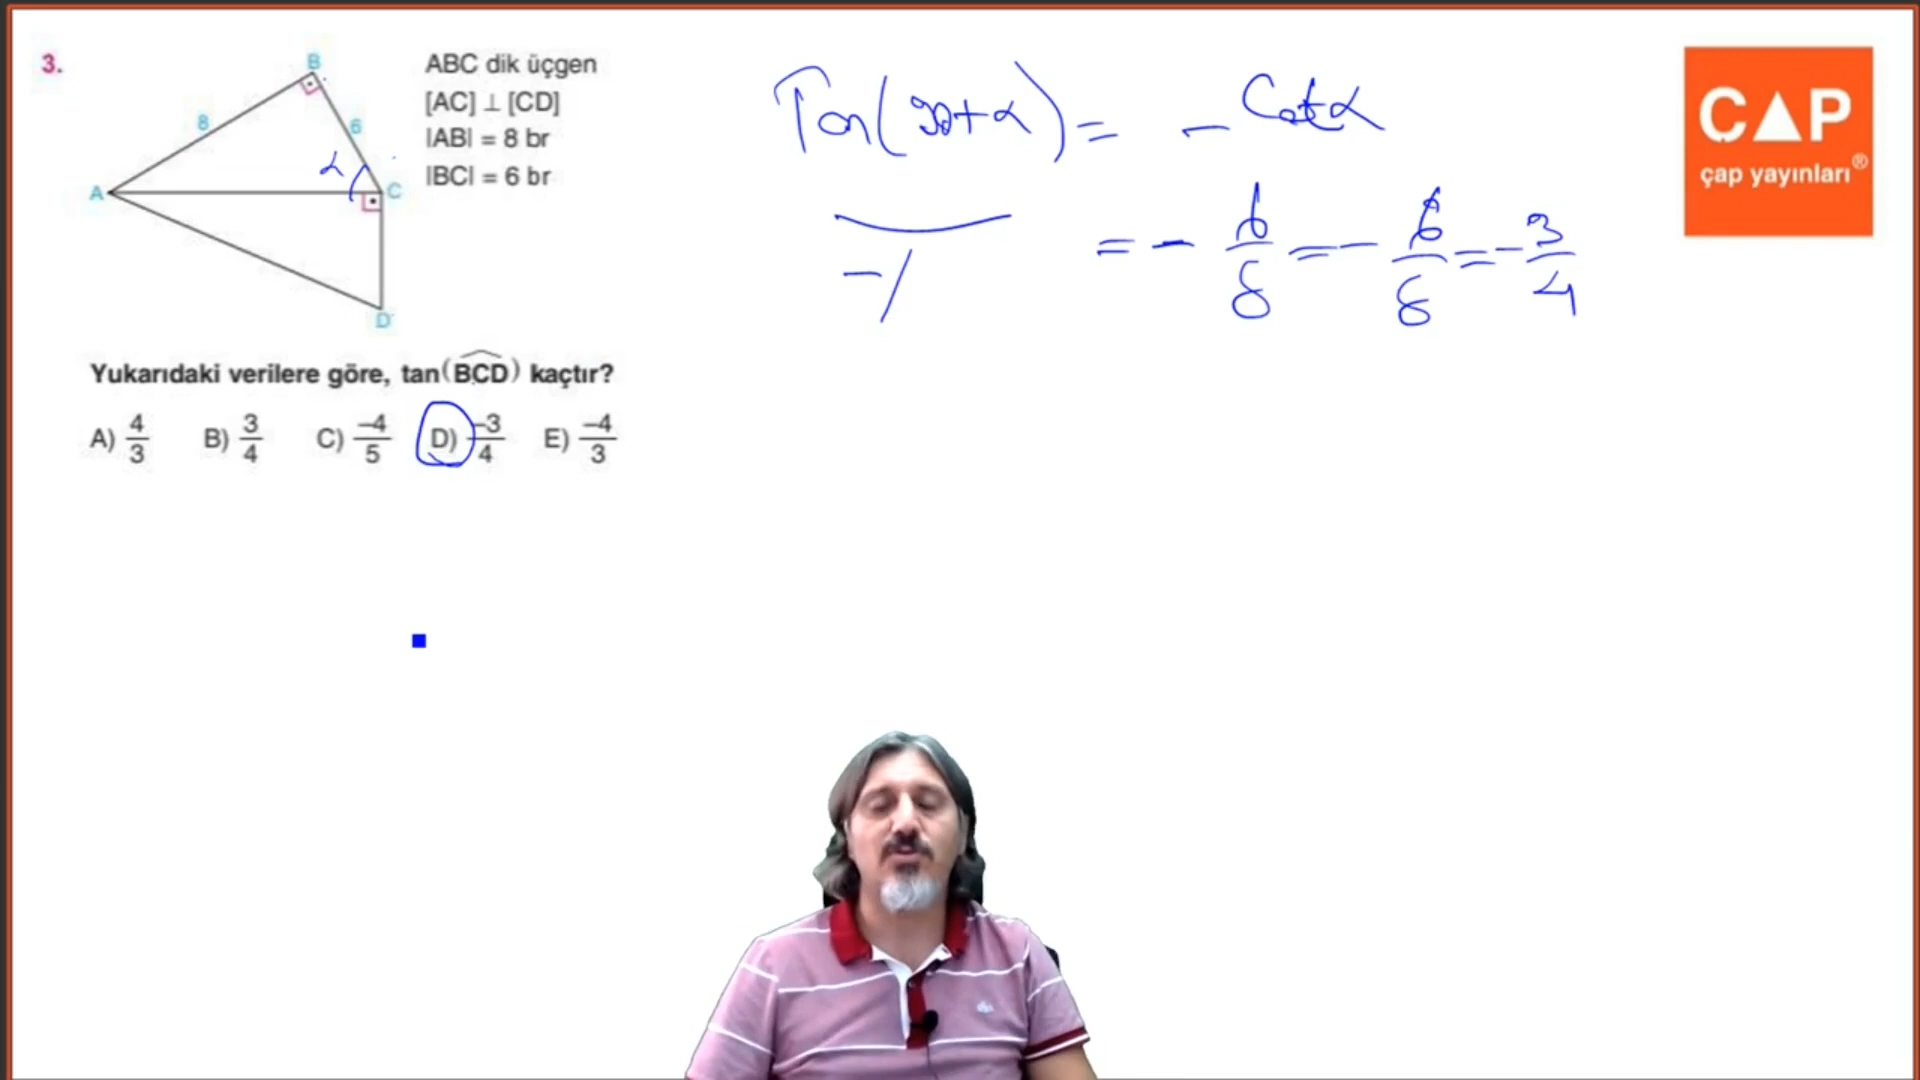 3.
B
8
6
α
A
C
D
ABC dik üçgen
[AC] ⊥ [CD]
|AB| = 8 br
|BC| = 6 br
Yukarıdaki verilere göre, tan(BCD) kaçtır?
A) 4/3 B) 3/4 C) -4/5 D) -3/4 E) -4/3
Tan(90+α) = - Cotα
= - 6/8 = - 6/8 = - 3/4
ÇAP
çap yayınları®